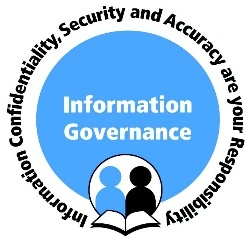 Information Confidentiality, Security and Accuracy are your Responsibility
Information
Governance